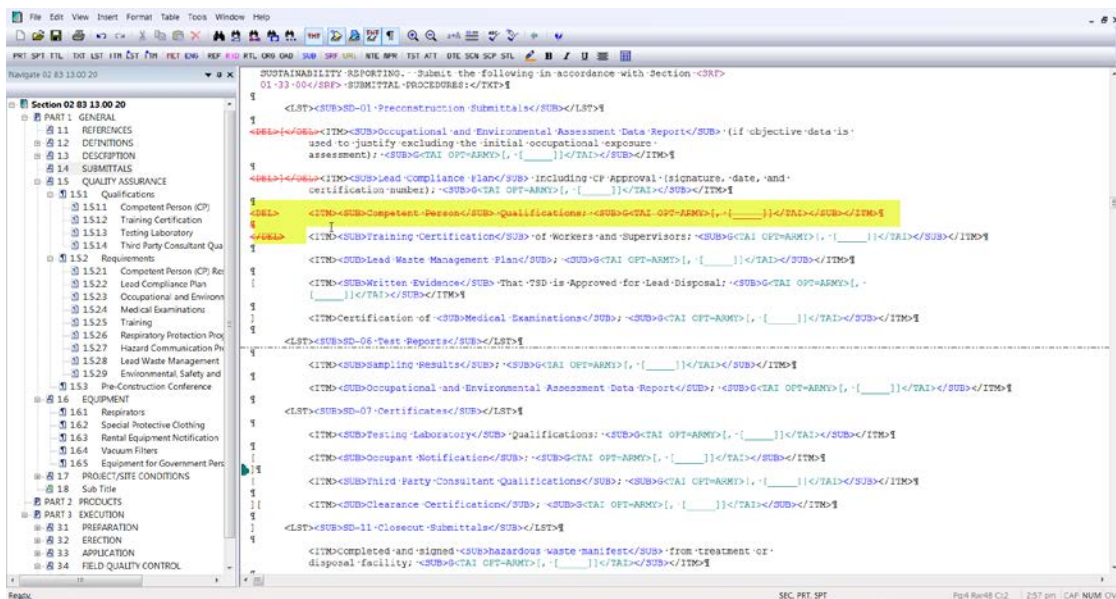 File Edit View Insert Format Table Tools Window Help
PRT SPT TTL TXT LST ITM LST ITM MET ENG REF RID RTL ORG ORD SUB SRF URL NTE NPR TST ATT DTE SCN SCP STL B I U
Navigate 02 83 13.00 20
Section 02 83 13.00 20
PART 1 GENERAL
1.1 REFERENCES
1.2 DEFINITIONS
1.3 DESCRIPTION
1.4 SUBMITTALS
1.5 QUALITY ASSURANCE
1.5.1 Qualifications
1.5.1.1 Competent Person (CP)
1.5.1.2 Training Certification
1.5.1.3 Testing Laboratory
1.5.1.4 Third Party Consultant Qua
1.5.2 Requirements
1.5.2.1 Competent Person (CP) Res
1.5.2.2 Lead Compliance Plan
1.5.2.3 Occupational and Environn
1.5.2.4 Medical Examinations
1.5.2.5 Training
1.5.2.6 Respiratory Protection Prog
1.5.2.7 Hazard Communication Pr
1.5.2.8 Lead Waste Management
1.5.2.9 Environmental, Safety and
1.5.3 Pre-Construction Conference
1.6 EQUIPMENT
1.6.1 Respirators
1.6.2 Special Protective Clothing
1.6.3 Rental Equipment Notification
1.6.4 Vacuum Filters
1.6.5 Equipment for Government Pers
1.7 PROJECT/SITE CONDITIONS
1.8 Sub Title
PART 2 PRODUCTS
PART 3 EXECUTION
3.1 PREPARATION
3.2 ERECTION
3.3 APPLICATION
3.4 FIELD QUALITY CONTROL
SUSTAINABILITY REPORTING. Submit the following in accordance with Section <SRF>
01 33 00</SRF> SUBMITTAL PROCEDURES:</TXT>¶
¶
<LST><SUB>SD-01 Preconstruction Submittals</SUB></LST>¶
¶
<DEL>[</DEL><ITM><SUB>Occupational and Environmental Assessment Data Report</SUB> (if objective data is
used to justify excluding the initial occupational exposure
assessment); <SUB>G<TAI OPT=ARMY>[, [_____]]</TAI></SUB></ITM>¶
¶
<DEL>]</DEL><ITM><SUB>Lead Compliance Plan</SUB> Including CP Approval (signature, date, and
certification number); <SUB>G<TAI OPT=ARMY>[, [_____]]</TAI></SUB></ITM>¶
¶
<DEL> <ITM><SUB>Competent Person</SUB> Qualifications; <SUB>G<TAI OPT=ARMY>[, [_____]]</TAI></SUB></ITM>¶
¶
</DEL> <ITM><SUB>Training Certification</SUB> of Workers and Supervisors; <SUB>G<TAI OPT=ARMY>[, [_____]]</TAI></SUB></ITM>¶
¶
<ITM><SUB>Lead Waste Management Plan</SUB>; <SUB>G<TAI OPT=ARMY>[, [_____]]</TAI></SUB></ITM>¶
¶
[ <ITM><SUB>Written Evidence</SUB> That TSD is Approved for Lead Disposal; <SUB>G<TAI OPT=ARMY>[,
[_____]]</TAI></SUB></ITM>¶
¶
] <ITM>Certification of <SUB>Medical Examinations</SUB>; <SUB>G<TAI OPT=ARMY>[, [_____]]</TAI></SUB></ITM>¶
¶
<LST><SUB>SD-06 Test Reports</SUB></LST>¶
¶
<ITM><SUB>Sampling Results</SUB>; <SUB>G<TAI OPT=ARMY>[, [_____]]</TAI></SUB></ITM>¶
¶
<ITM><SUB>Occupational and Environmental Assessment Data Report</SUB>; <SUB>G<TAI OPT=ARMY>[, [_____]]</TAI></SUB></ITM>¶
¶
<LST><SUB>SD-07 Certificates</SUB></LST>¶
¶
<ITM><SUB>Testing Laboratory</SUB> Qualifications; <SUB>G<TAI OPT=ARMY>[, [_____]]</TAI></SUB></ITM>¶
¶
[ <ITM><SUB>Occupant Notification</SUB>; <SUB>G<TAI OPT=ARMY>[, [_____]]</TAI></SUB></ITM>¶
]¶
[ <ITM><SUB>Third Party Consultant Qualifications</SUB>; <SUB>G<TAI OPT=ARMY>[, [_____]]</TAI></SUB></ITM>¶
¶
][ <ITM><SUB>Clearance Certification</SUB>; <SUB>G<TAI OPT=ARMY>[, [_____]]</TAI></SUB></ITM>¶
¶
] <LST><SUB>SD-11 Closeout Submittals</SUB></LST>¶
¶
<ITM>Completed and signed <SUB>hazardous waste manifest</SUB> from treatment or
disposal facility; <SUB>G<TAI OPT=ARMY>[, [_____]]</TAI></SUB></ITM>¶
Ready. SEC, PRT, SPT Pg:4 Row:48 C:2 2:57 pm CAP NUM OV